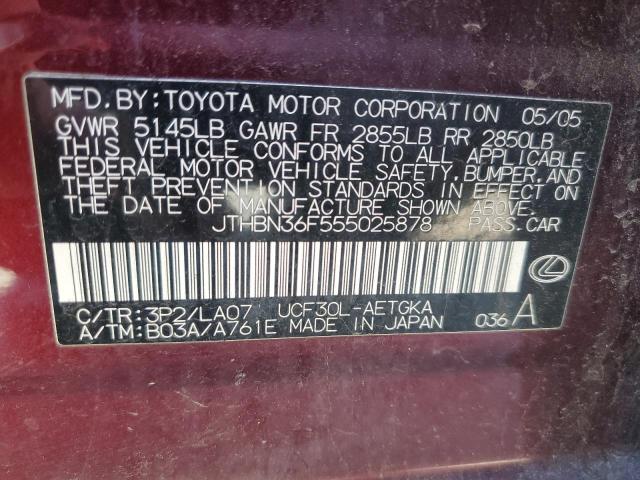 MFD.BY:TOYOTA MOTOR CORPORATION 05/05
GVWR 5145LB GAWR FR 2855LB RR 2850LB
THIS VEHICLE CONFORMS TO ALL APPLICABLE
FEDERAL MOTOR VEHICLE SAFETY,BUMPER,AND
THEFT PREVENTION STANDARDS IN EFFECT ON
THE DATE OF MANUFACTURE SHOWN ABOVE.
JTHBN36F555025878 PASS.CAR
C/TR:3P2/LA07 UCF30L-AETGKA
A/TM:B03A/A761E MADE IN JAPAN 036 A